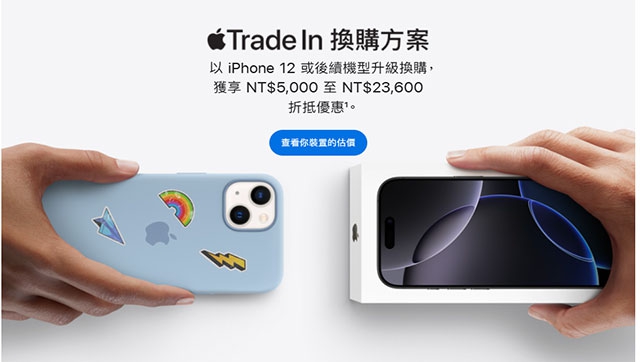 Trade In 換購方案
以 iPhone 12 或後續機型升級換購，
獲享 NT$5,000 至 NT$23,600
折抵優惠¹。
查看你裝置的估價